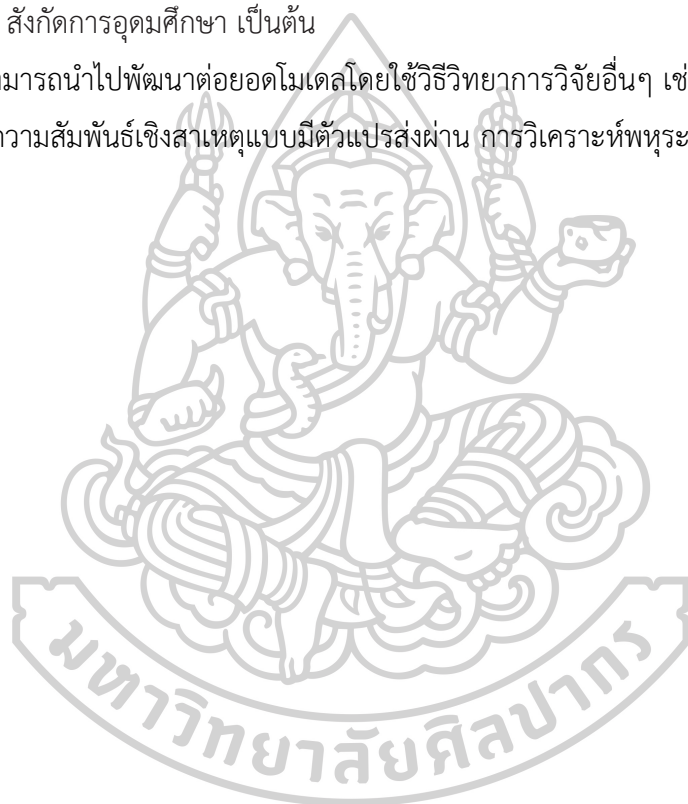 สังกัดการอุดมศึกษา เป็นต้น
มารถนำไปพัฒนาต่อยอดโมเดลโดยใช้วิธีวิทยาการวิจัยอื่นๆ เช่
ความสัมพันธ์เชิงสาเหตุแบบมีตัวแปรส่งผ่าน การวิเคราะห์พหุระ
มหาวิทยาลัยศิลปากร